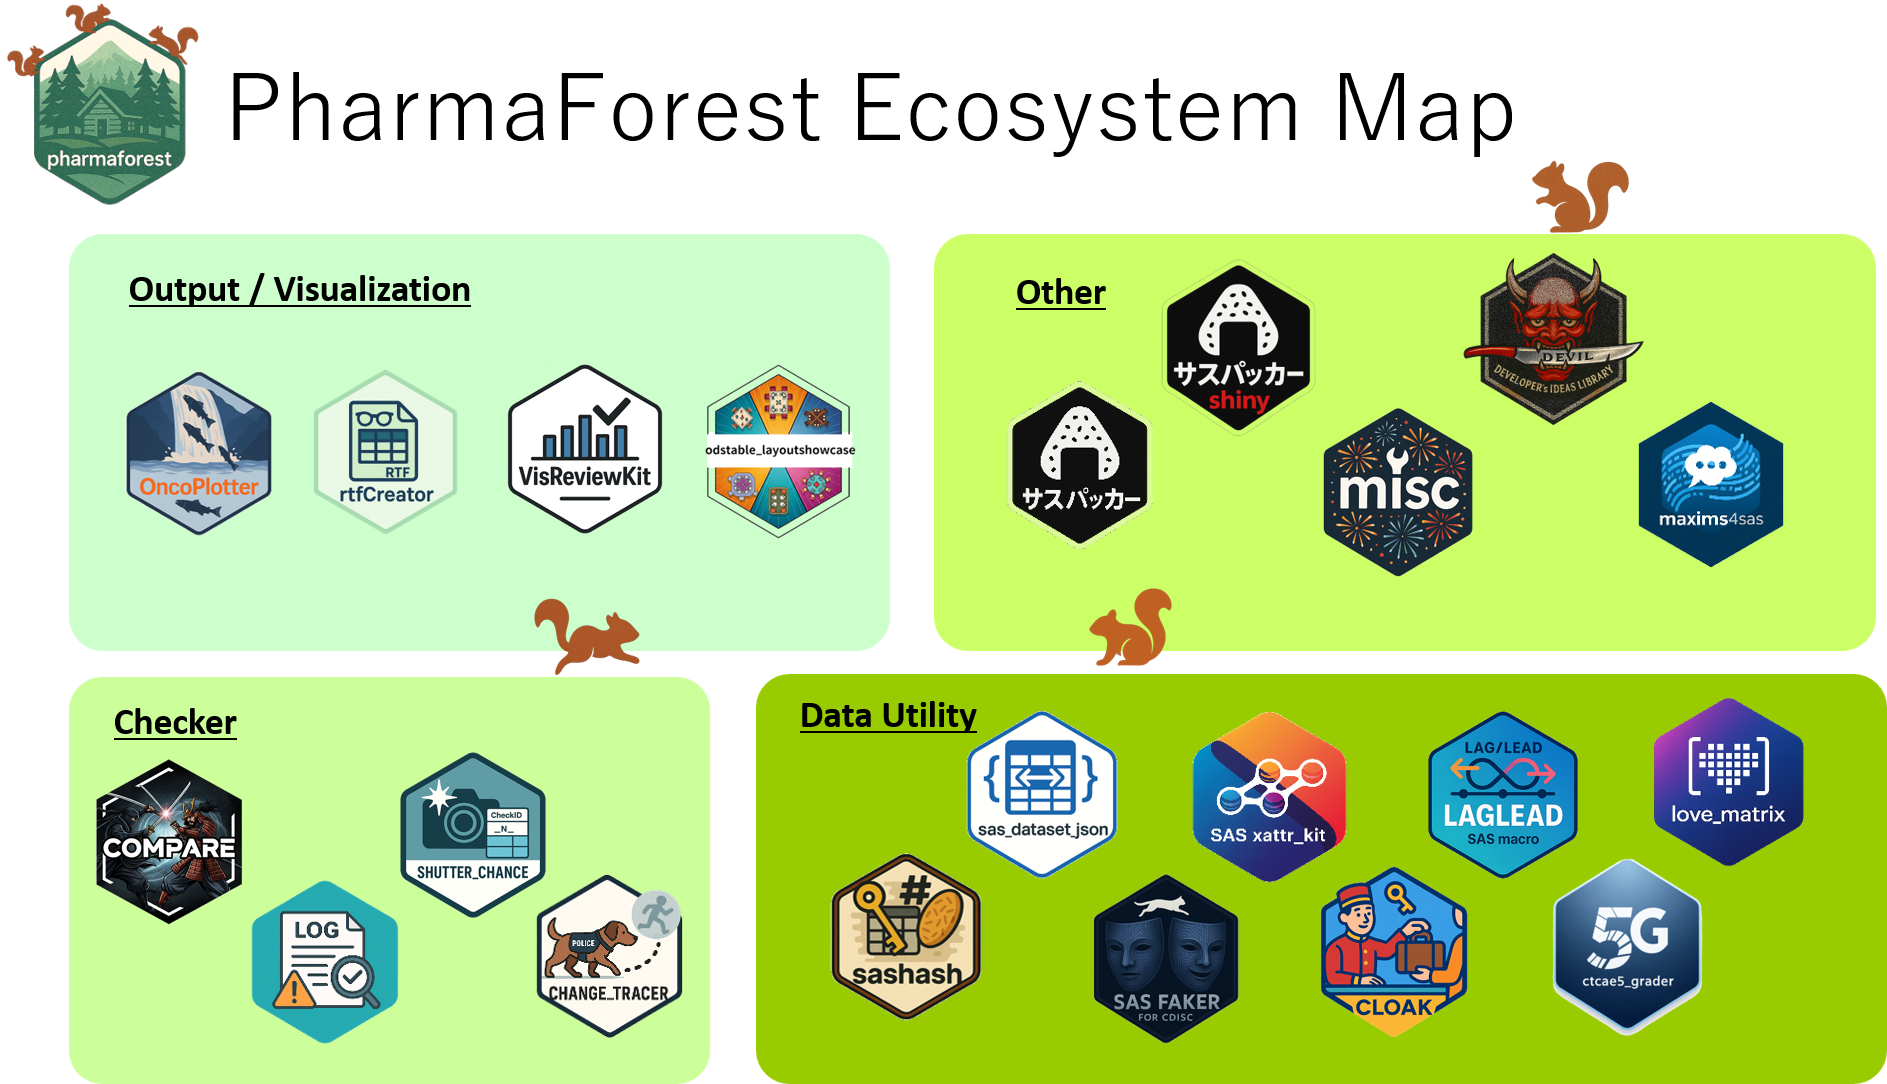 pharmaforest
PharmaForest Ecosystem Map
Output / Visualization
OncoPlotter
RTF
rtfCreator
VisReviewKit
odstable_layoutshowcase
Other
サスパッカー
サスパッカー
shiny
misc
DEVIL
DEVELOPER's IDEAS LIBRARY
maxims4sas
Checker
COMPARE
LOG
CheckID
_N_
SHUTTER_CHANCE
POLICE
CHANGE_TRACER
Data Utility
sas_dataset_json
SAS xattr_kit
LAG/LEAD
LAGLEAD
SAS macro
love_matrix
#
sashash
SAS FAKER
FOR CDISC
CLOAK
5G
ctcae5_grader